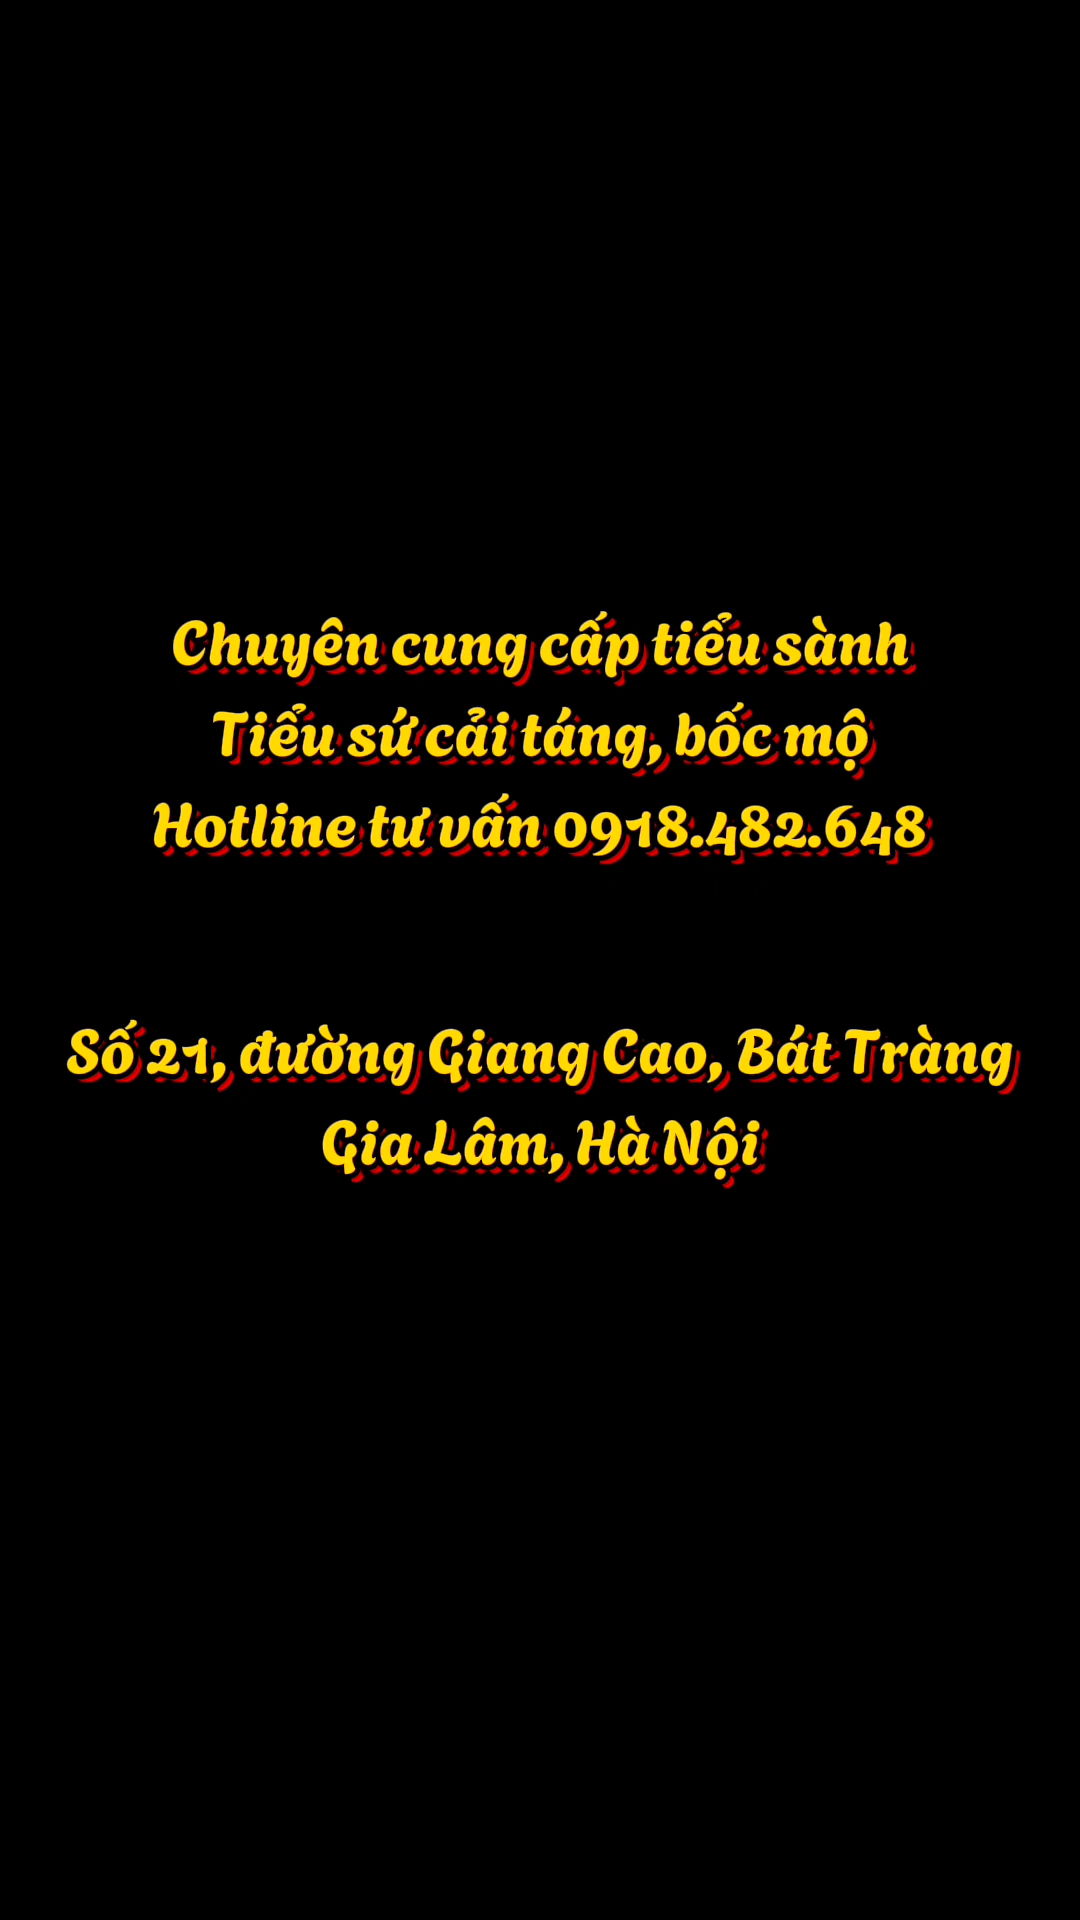 Chuyên cung cấp tiểu sành
Tiểu sứ cải táng, bốc mộ
Hotline tư vấn 0918.482.648
Số 21, đường Giang Cao, Bát Tràng
Gia Lâm, Hà Nội